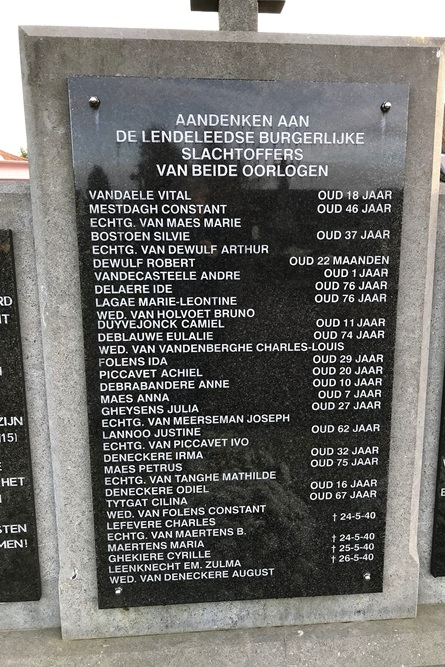 AANDENKEN AAN
DE LENDELEEDSE BURGERLIJKE
SLACHTOFFERS
VAN BEIDE OORLOGEN
VANDAELE VITAL OUD 18 JAAR
MESTDAGH CONSTANT OUD 46 JAAR
ECHTG. VAN MAES MARIE
BOSTOEN SILVIE OUD 37 JAAR
ECHTG. VAN DEWULF ARTHUR
DEWULF ROBERT OUD 22 MAANDEN
VANDECASTEELE ANDRE OUD 1 JAAR
DELAERE IDE OUD 76 JAAR
LAGAE MARIE-LEONTINE OUD 76 JAAR
WED. VAN HOLVOET BRUNO
DUYVEJONCK CAMIEL OUD 11 JAAR
DEBLAUWE EULALIE OUD 74 JAAR
WED. VAN VANDENBERGHE CHARLES-LOUIS
FOLENS IDA OUD 29 JAAR
PICCAVET ACHIEL OUD 20 JAAR
DEBRABANDERE ANNE OUD 10 JAAR
MAES ANNA OUD 7 JAAR
GHEYSENS JULIA OUD 27 JAAR
ECHTG. VAN MEERSEMAN JOSEPH
LANNOO JUSTINE OUD 62 JAAR
ECHTG. VAN PICCAVET IVO
DENECKERE IRMA OUD 32 JAAR
MAES PETRUS OUD 75 JAAR
ECHTG. VAN TANGHE MATHILDE
DENECKERE ODIEL OUD 16 JAAR
TYTGAT CILINA OUD 67 JAAR
WED. VAN FOLENS CONSTANT
LEFEVERE CHARLES † 24-5-40
ECHTG. VAN MAERTENS B.
MAERTENS MARIA † 24-5-40
GHEKIERE CYRILLE † 25-5-40
LEENKNECHT EM. ZULMA † 26-5-40
WED. VAN DENECKERE AUGUST
ZIJN
15)
HET
STEN
MEN!